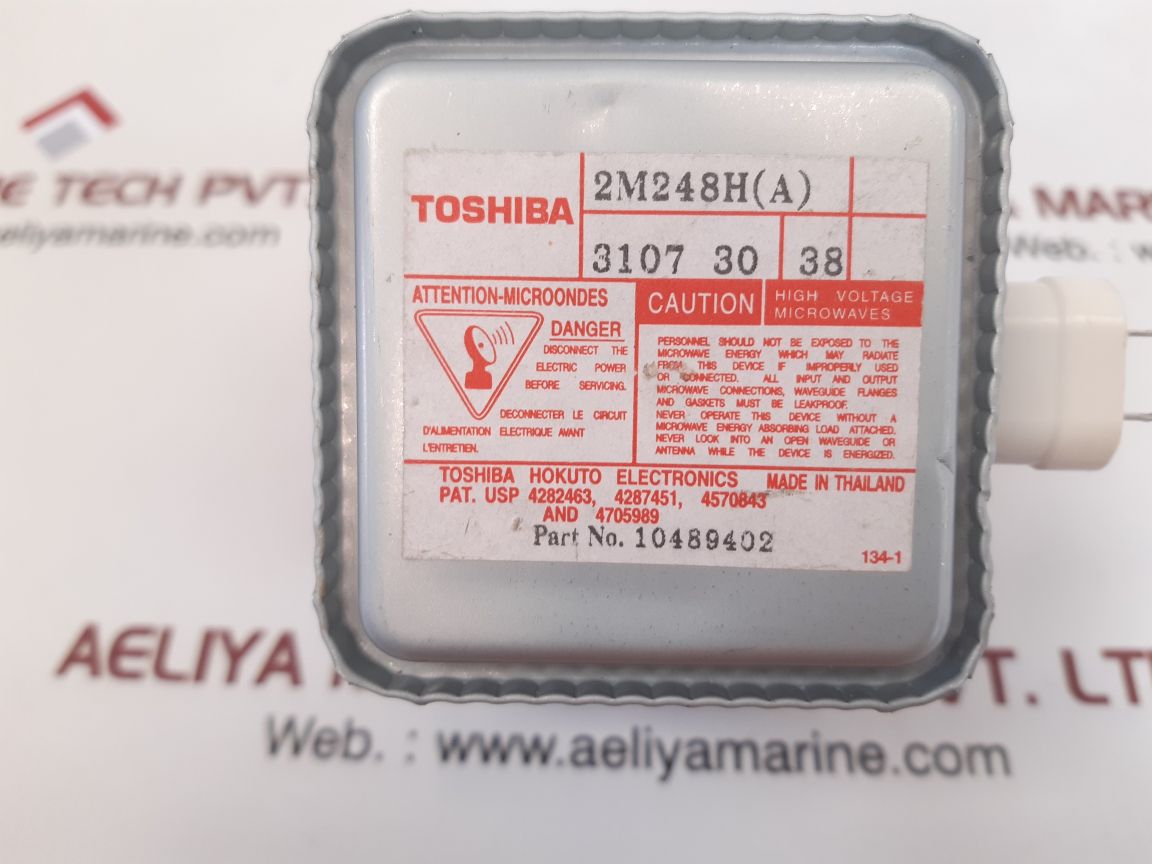 TOSHIBA
2M248H(A)
3107 30 38
ATTENTION-MICROONDES
DANGER
DISCONNECT THE
ELECTRIC POWER
BEFORE SERVICING.
DECONNECTER LE CIRCUIT
D'ALIMENTATION ELECTRIQUE AVANT
L'ENTRETIEN.
CAUTION
HIGH VOLTAGE
MICROWAVES
PERSONNEL SHOULD NOT BE EXPOSED TO THE
MICROWAVE ENERGY WHICH MAY RADIATE
FROM THIS DEVICE IF IMPROPERLY USED
OR CONNECTED. ALL INPUT AND OUTPUT
MICROWAVE CONNECTIONS, WAVEGUIDE FLANGES
AND GASKETS MUST BE LEAKPROOF.
NEVER OPERATE THIS DEVICE WITHOUT A
MICROWAVE ENERGY ABSORBING LOAD ATTACHED.
NEVER LOOK INTO AN OPEN WAVEGUIDE OR
ANTENNA WHILE THE DEVICE IS ENERGIZED.
TOSHIBA HOKUTO ELECTRONICS MADE IN THAILAND
PAT. USP 4282463, 4287451, 4570843
AND 4705989
Part No. 10489402
134-1
RE TECH PVT.
aeliyamarine.com
A MAR
Web. : w
AELIYA VT. LT
Web. : www.aeliyamarine.com